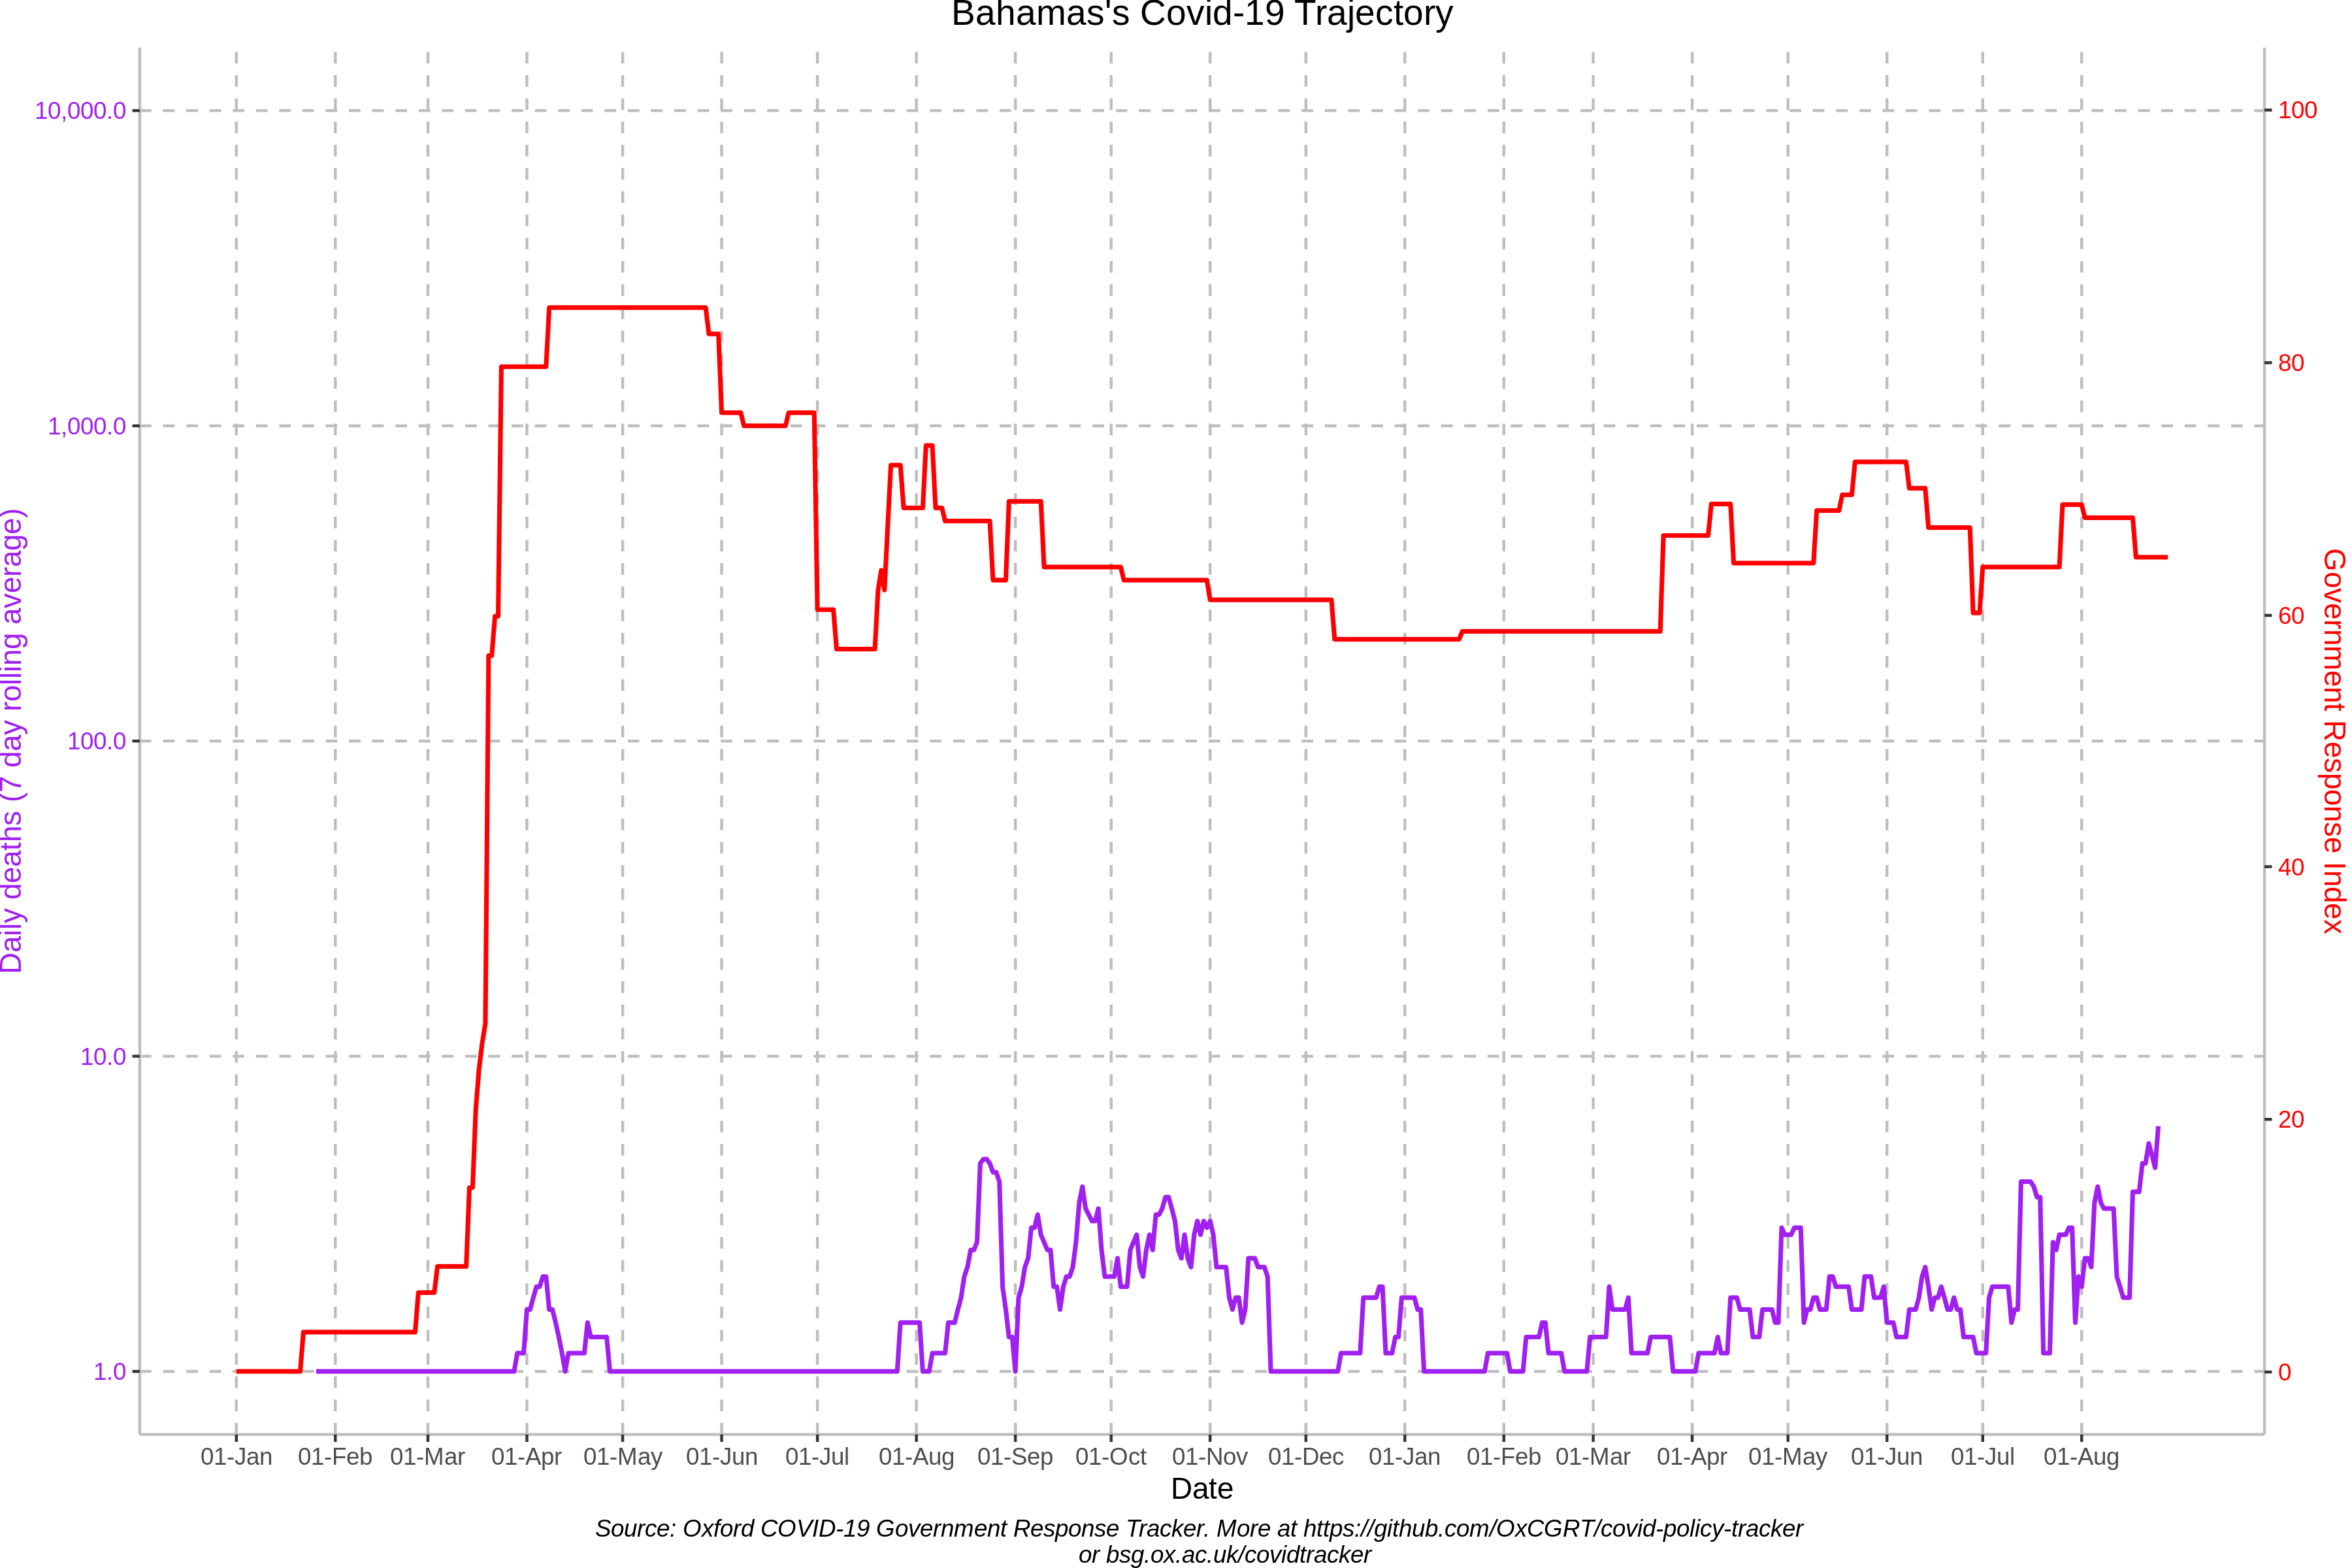 Bahamas's Covid-19 Trajectory
10,000.0
1,000.0
100.0
10.0
1.0
Daily deaths (7 day rolling average)
100
80
60
40
20
0
Government Response Index
01-Jan 01-Feb 01-Mar 01-Apr 01-May 01-Jun 01-Jul 01-Aug 01-Sep 01-Oct 01-Nov 01-Dec 01-Jan 01-Feb 01-Mar 01-Apr 01-May 01-Jun 01-Jul 01-Aug
Date
Source: Oxford COVID-19 Government Response Tracker. More at https://github.com/OxCGRT/covid-policy-tracker
or bsg.ox.ac.uk/covidtracker